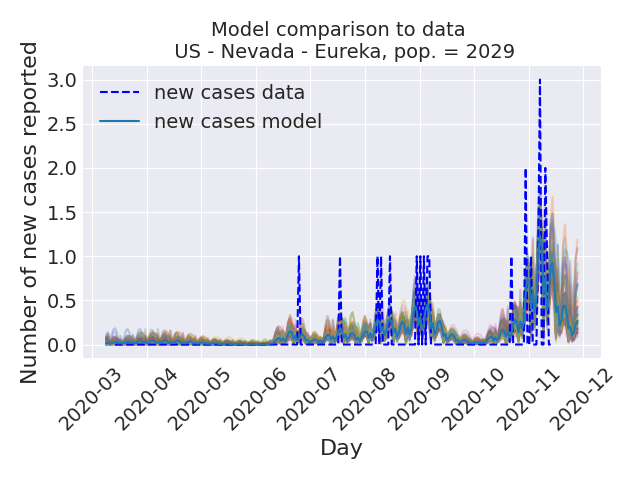 Model comparison to data
US - Nevada - Eureka, pop. = 2029
Number of new cases reported
3.0
2.5
2.0
1.5
1.0
0.5
0.0
new cases data
new cases model
2020-03
2020-04
2020-05
2020-06
2020-07
2020-08
2020-09
2020-10
2020-11
2020-12
Day